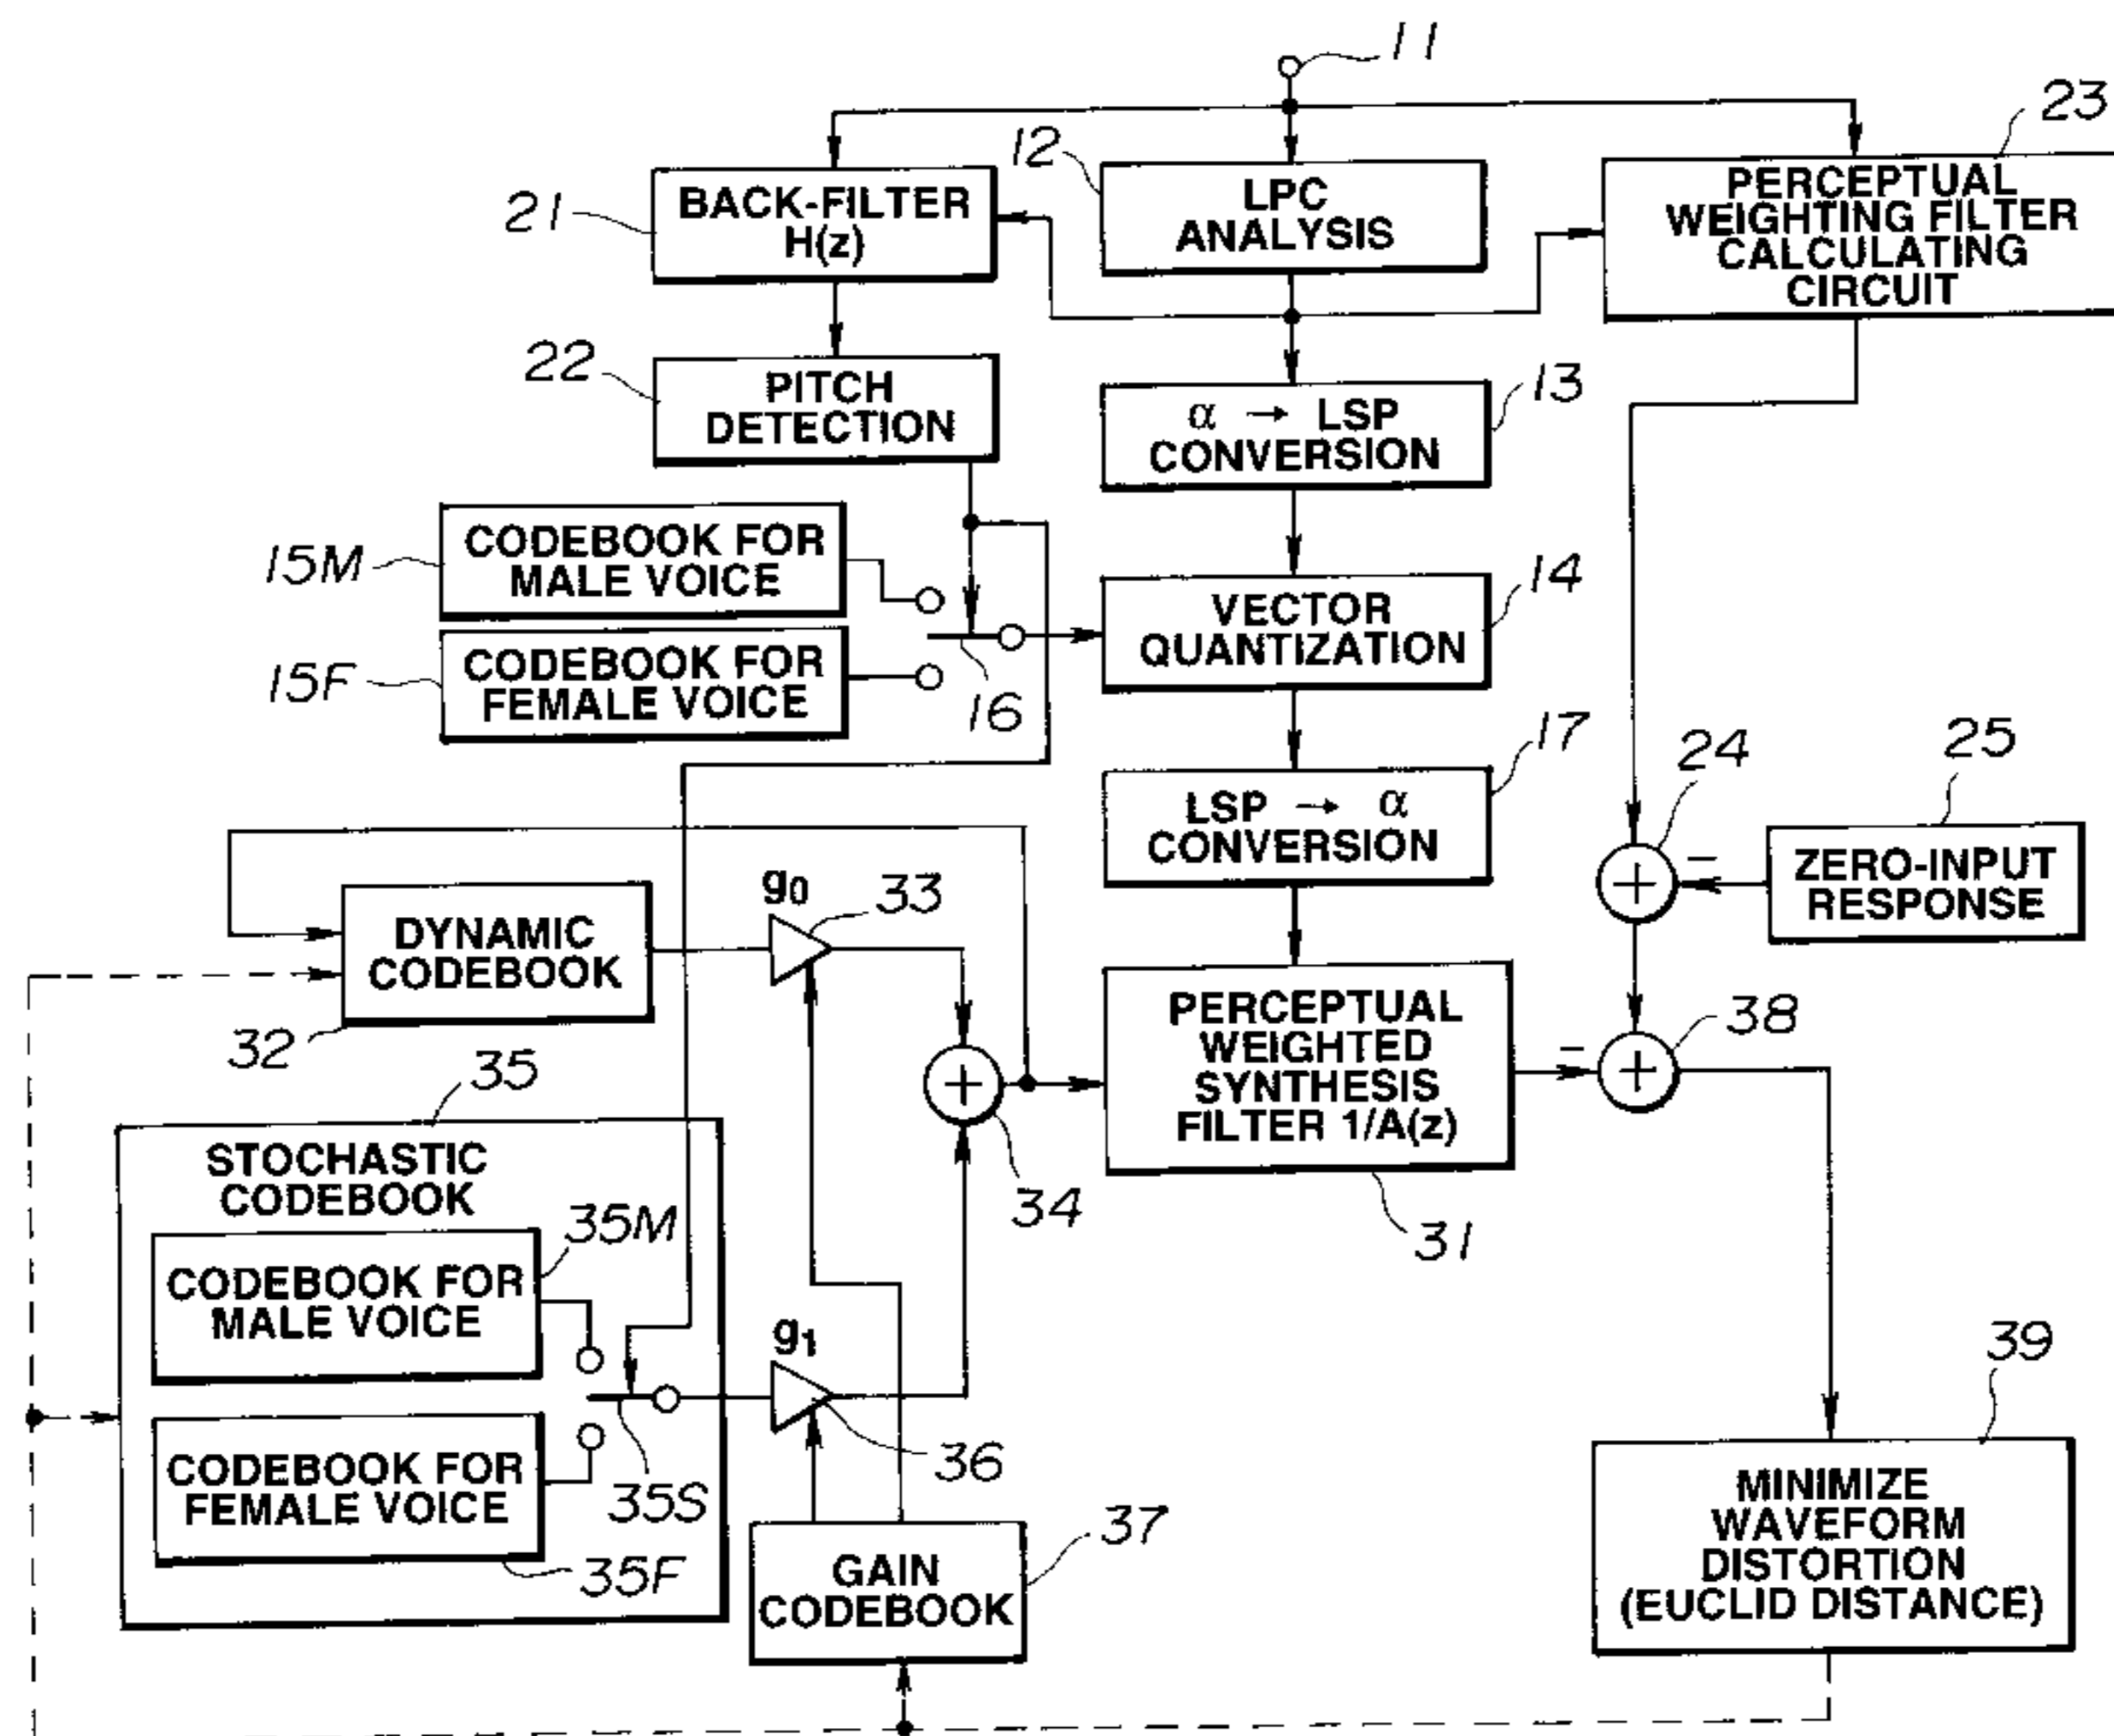 11
12
23
BACK-FILTER
H(z)
21
LPC
ANALYSIS
PERCEPTUAL
WEIGHTING FILTER
CALCULATING
CIRCUIT
22
PITCH
DETECTION
13
α → LSP
CONVERSION
15M
CODEBOOK FOR
MALE VOICE
14
VECTOR
QUANTIZATION
15F
CODEBOOK FOR
FEMALE VOICE
16
17
LSP → α
CONVERSION
24
25
ZERO-INPUT
RESPONSE
+
−
g0
33
DYNAMIC
CODEBOOK
32
PERCEPTUAL
WEIGHTED
SYNTHESIS
FILTER 1/A(z)
31
38
−
+
+
34
35
STOCHASTIC
CODEBOOK
35M
CODEBOOK FOR
MALE VOICE
g1
36
35S
CODEBOOK FOR
FEMALE VOICE
35F
37
GAIN
CODEBOOK
39
MINIMIZE
WAVEFORM
DISTORTION
(EUCLID DISTANCE)